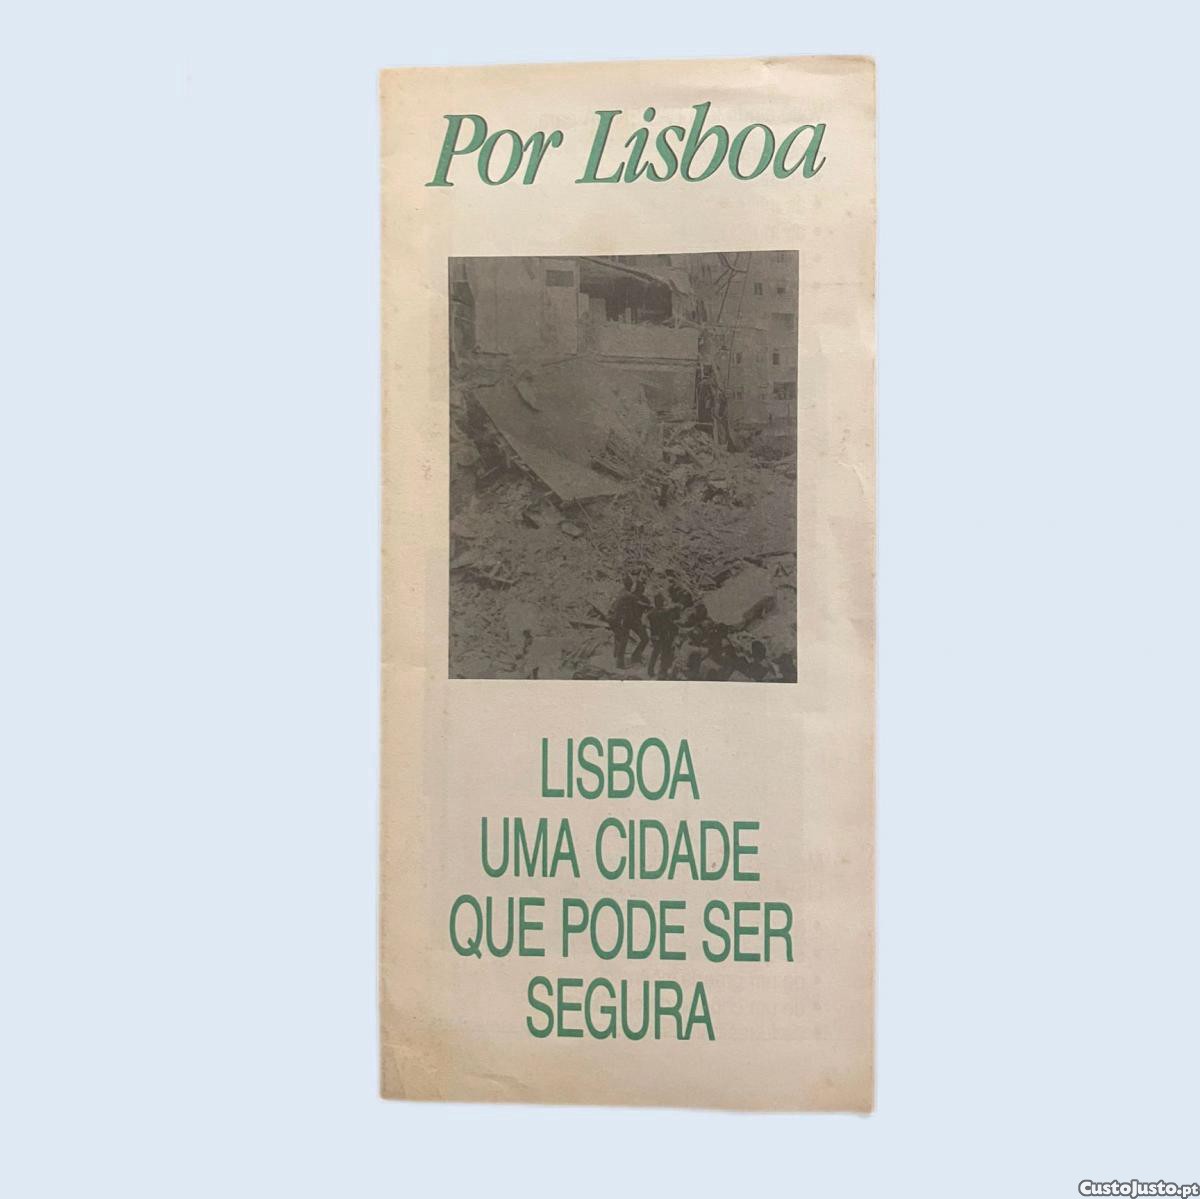 Por Lisboa
LISBOA
UMA CIDADE
QUE PODE SER
SEGURA
CustoJusto.pt